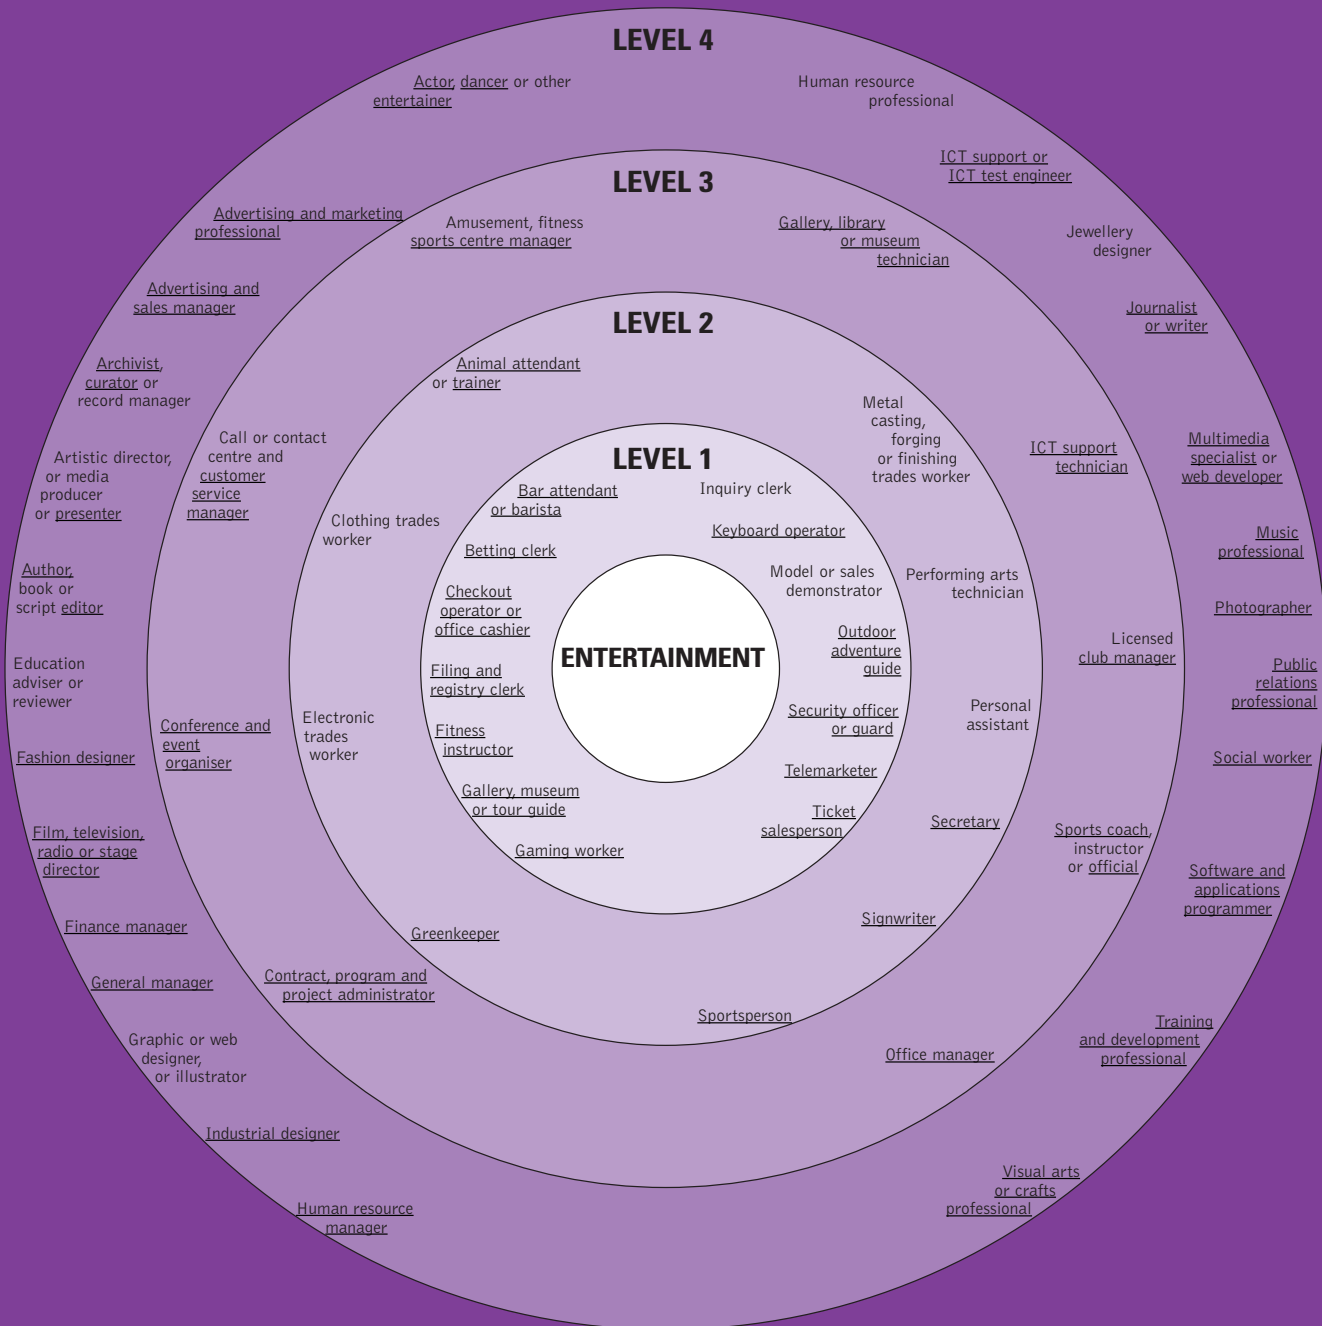 LEVEL 4
Actor, dancer or other
entertainer
Advertising and marketing
professional
Advertising and
sales manager
Archivist,
curator or
record manager
Artistic director,
or media
producer
or presenter
Author,
book or
script editor
Education
adviser or
reviewer
Fashion designer
Film, television,
radio or stage
director
Finance manager
General manager
Graphic or web
designer,
or illustrator
Industrial designer
Human resource
manager
Human resource
professional
ICT support or
ICT test engineer
Jewellery
designer
Journalist
or writer
Multimedia
specialist or
web developer
Music
professional
Photographer
Public
relations
professional
Social worker
Software and
applications
programmer
Training
and development
professional
Visual arts
or crafts
professional
LEVEL 3
Amusement, fitness
sports centre manager
Call or contact
centre and
customer
service
manager
Conference and
event
organiser
Contract, program and
project administrator
Gallery, library
or museum
technician
ICT support
technician
Licensed
club manager
Sports coach,
instructor
or official
Office manager
LEVEL 2
Animal attendant
or trainer
Clothing trades
worker
Electronic
trades
worker
Greenkeeper
Metal
casting,
forging
or finishing
trades worker
Performing arts
technician
Personal
assistant
Secretary
Signwriter
Sportsperson
LEVEL 1
Bar attendant
or barista
Betting clerk
Checkout
operator or
office cashier
Filing and
registry clerk
Fitness
instructor
Gallery, museum
or tour guide
Gaming worker
Inquiry clerk
Keyboard operator
Model or sales
demonstrator
Outdoor
adventure
guide
Security officer
or guard
Telemarketer
Ticket
salesperson
ENTERTAINMENT